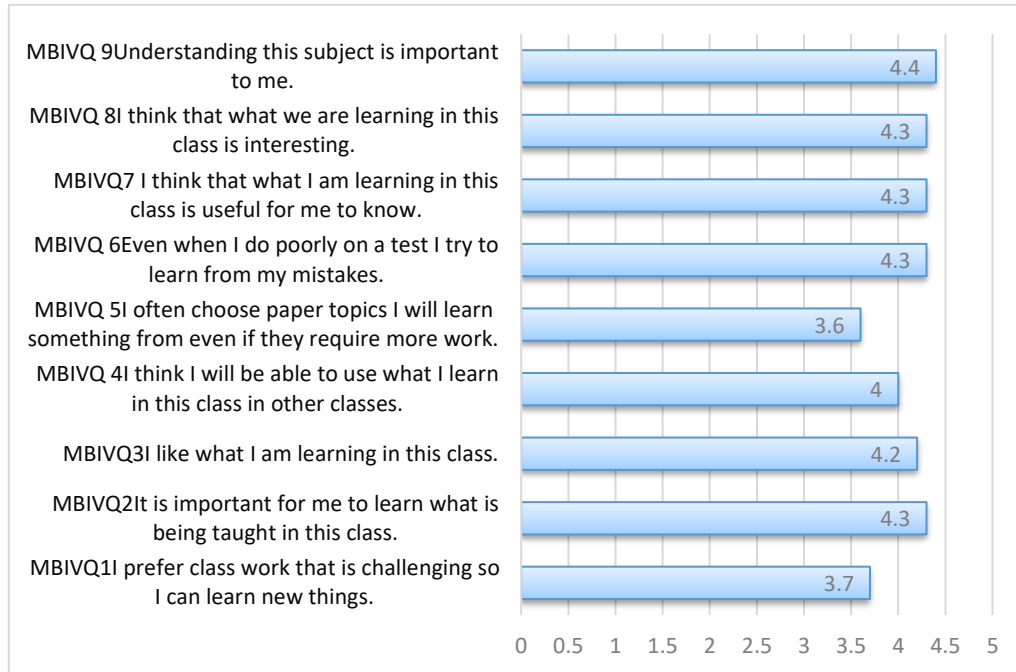 MBIVQ 9Understanding this subject is important
to me.
4.4
MBIVQ 8I think that what we are learning in this
class is interesting.
4.3
MBIVQ7 I think that what I am learning in this
class is useful for me to know.
4.3
MBIVQ 6Even when I do poorly on a test I try to
learn from my mistakes.
4.3
MBIVQ 5I often choose paper topics I will learn
something from even if they require more work.
3.6
MBIVQ 4I think I will be able to use what I learn
in this class in other classes.
4
MBIVQ3I like what I am learning in this class.
4.2
MBIVQ2It is important for me to learn what is
being taught in this class.
4.3
MBIVQ1I prefer class work that is challenging so
I can learn new things.
3.7
0 0.5 1 1.5 2 2.5 3 3.5 4 4.5 5